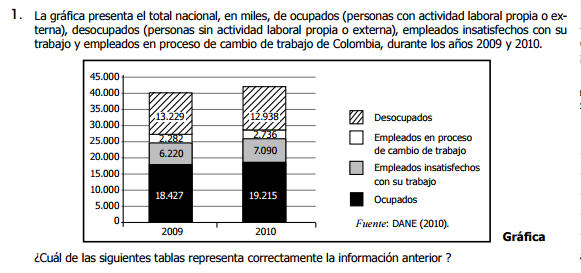 1. La gráfica presenta el total nacional, en miles, de ocupados (personas con actividad laboral propia o ex-
terna), desocupados (personas sin actividad laboral propia o externa), empleados insatisfechos con su
trabajo y empleados en proceso de cambio de trabajo de Colombia, durante los años 2009 y 2010.
45.000
40.000
35.000
30.000
25.000
20.000
15.000
10.000
5.000
0
13.229
2.282
6.220
18.427
2009
12.938
2.736
7.090
19.215
2010
Desocupados
Empleados en proceso
de cambio de trabajo
Empleados insatisfechos
con su trabajo
Ocupados
Fuente: DANE (2010).
Gráfica
¿Cuál de las siguientes tablas representa correctamente la información anterior ?